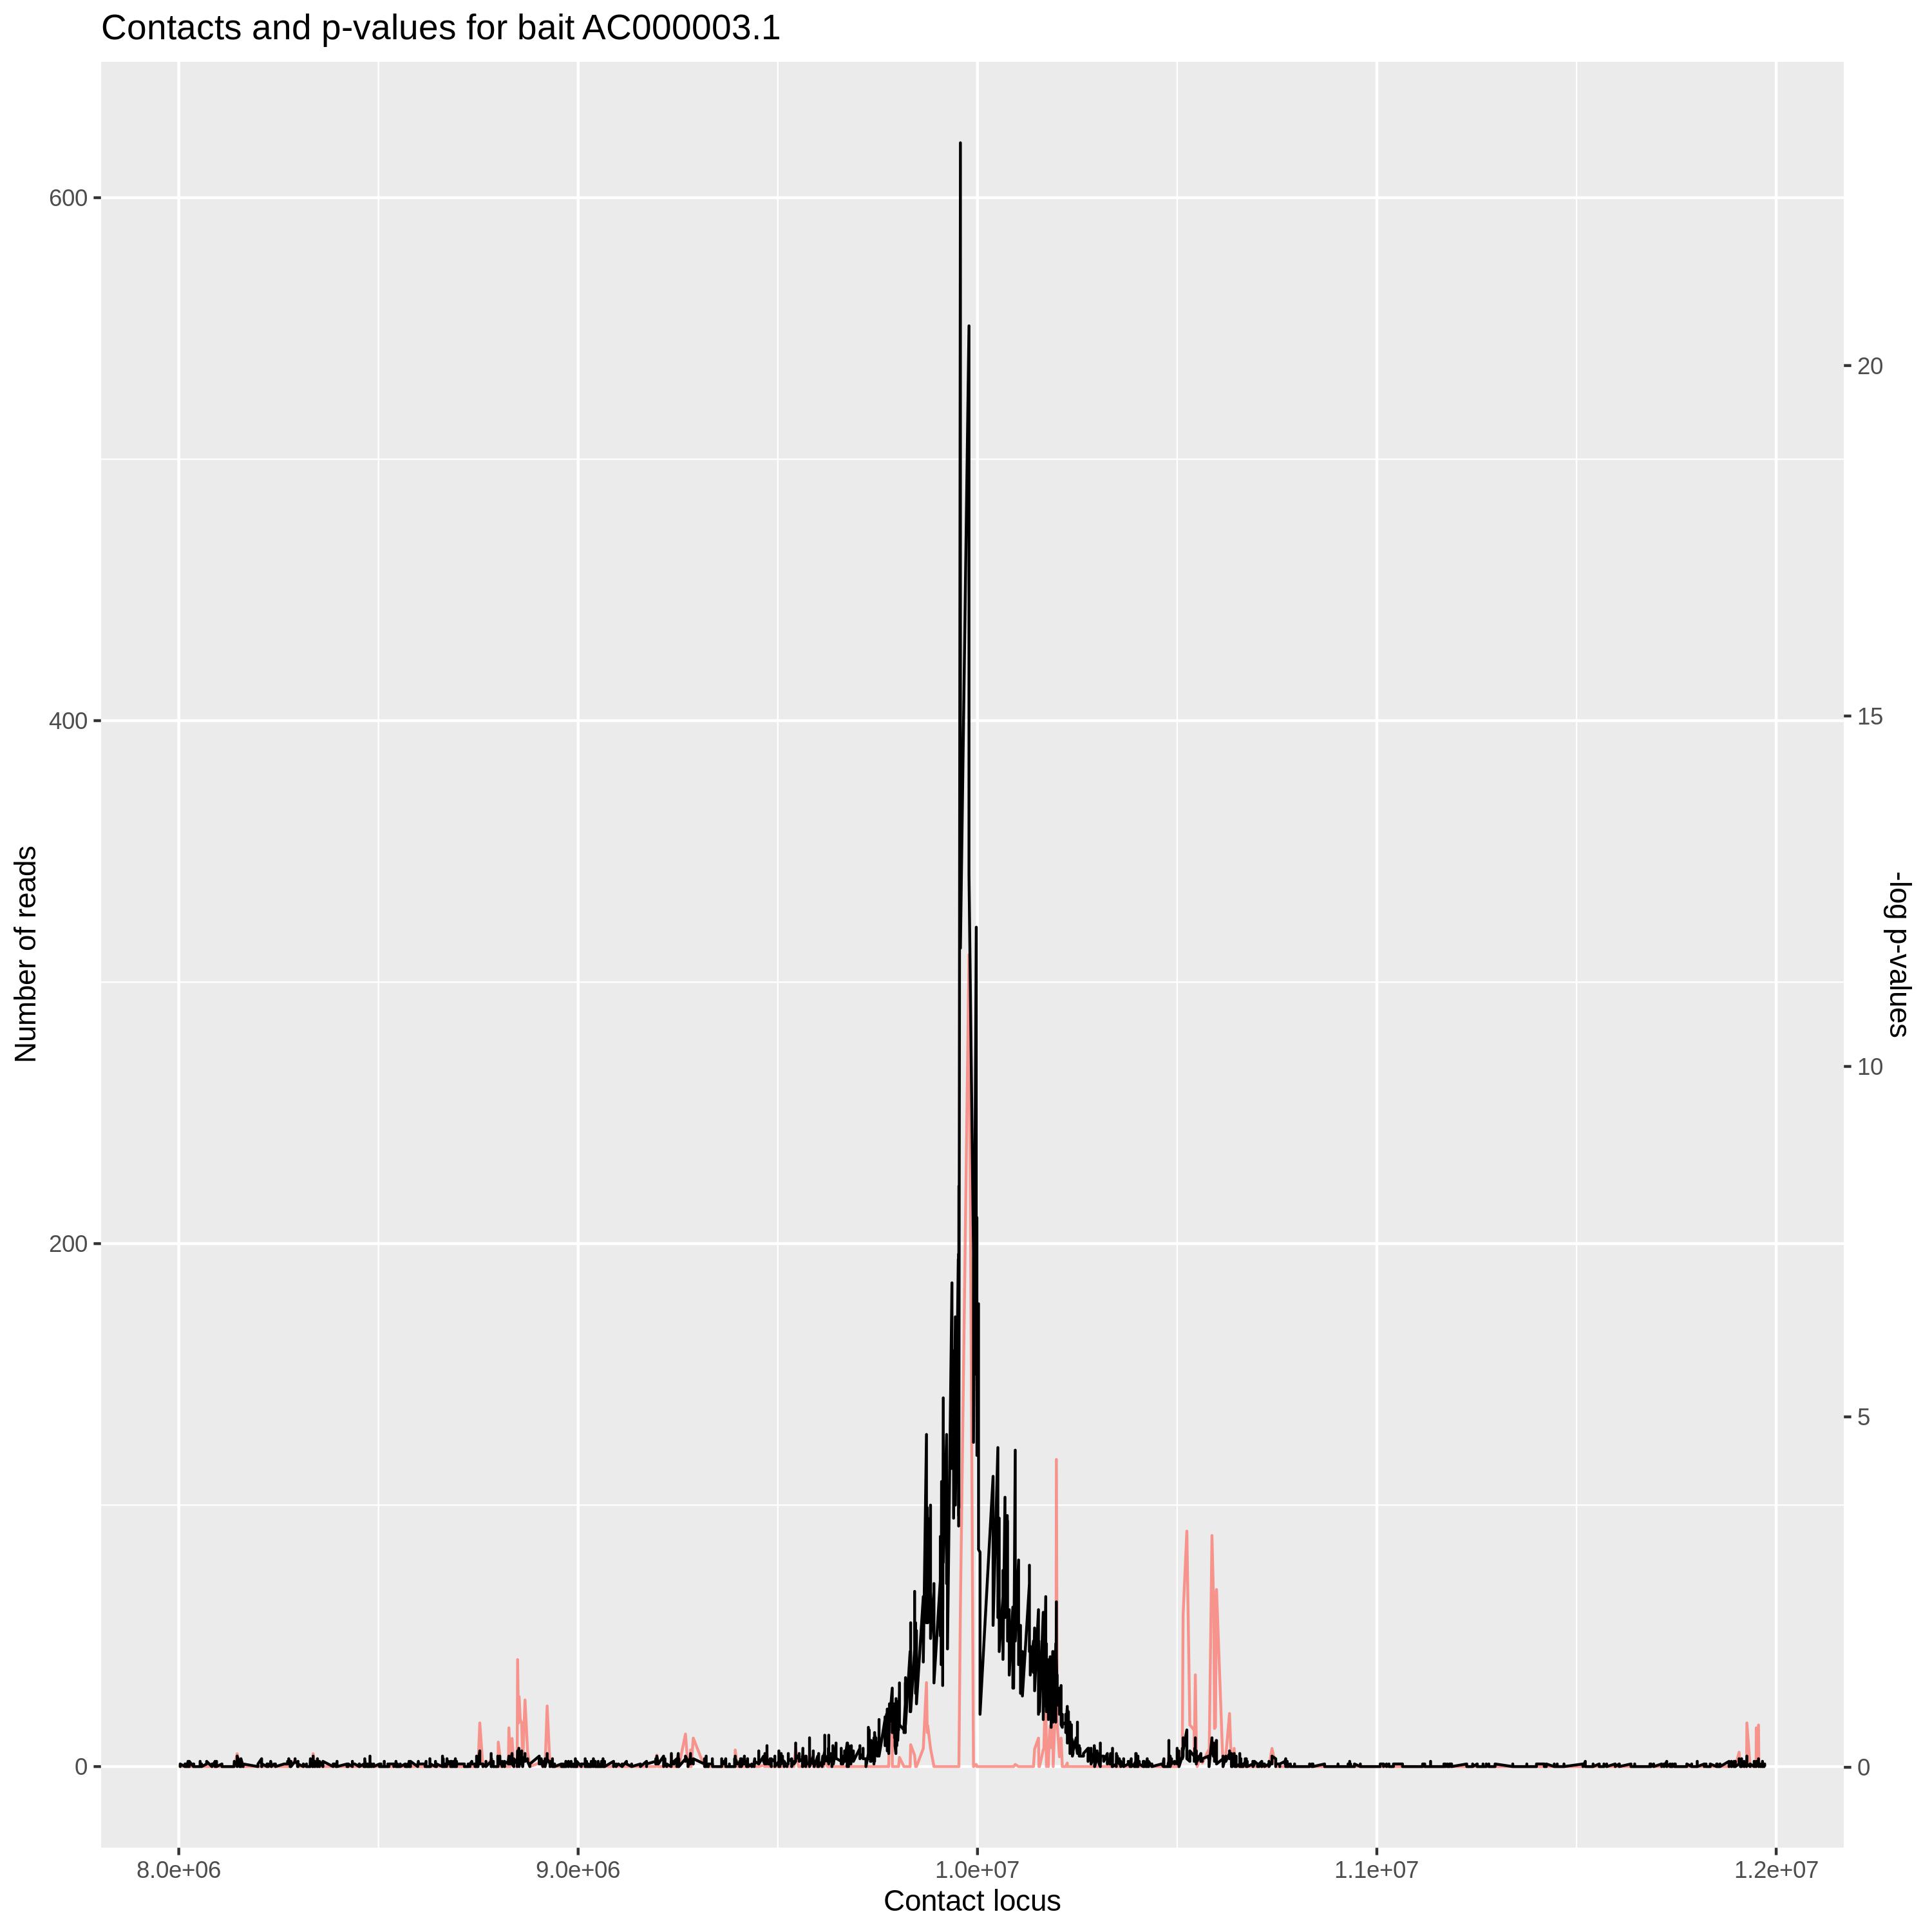 Contacts and p-values for bait AC000003.1
600
400
200
0
Number of reads
20
15
10
5
0
-log p-values
8.0e+06 9.0e+06 1.0e+07 1.1e+07 1.2e+07
Contact locus